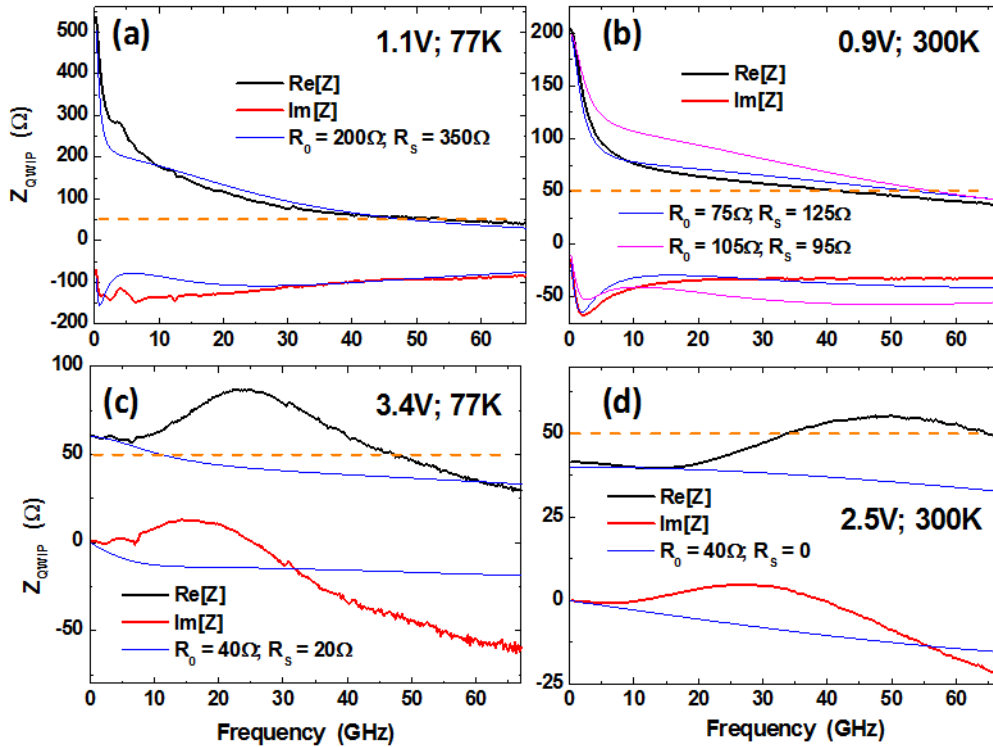 (a)
1.1V; 77K
Re[Z]
Im[Z]
R₀ = 200Ω; Rₛ = 350Ω
500
400
300
200
100
0
-100
-200
0 10 20 30 40 50 60
Z_QWIP (Ω)
(b)
0.9V; 300K
Re[Z]
Im[Z]
R₀ = 75Ω; Rₛ = 125Ω
R₀ = 105Ω; Rₛ = 95Ω
200
150
100
50
0
-50
0 10 20 30 40 50 60
(c)
3.4V; 77K
Re[Z]
Im[Z]
R₀ = 40Ω; Rₛ = 20Ω
100
50
0
-50
0 10 20 30 40 50 60
Z_QWIP (Ω)
Frequency (GHz)
(d)
2.5V; 300K
Re[Z]
Im[Z]
R₀ = 40Ω; Rₛ = 0
50
25
0
-25
0 10 20 30 40 50 60
Frequency (GHz)